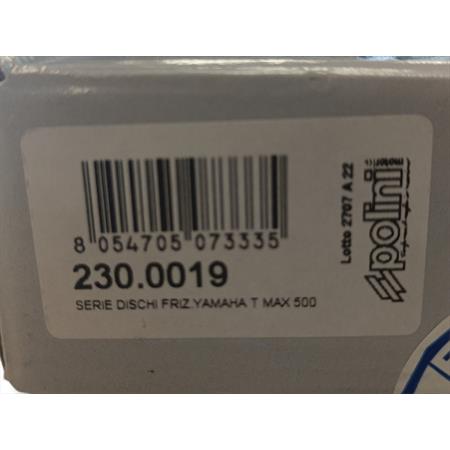 8 054705 073335
230.0019
SERIE DISCHI FRIZ.YAMAHA T MAX 500
Lotto 2707 A 22
polini